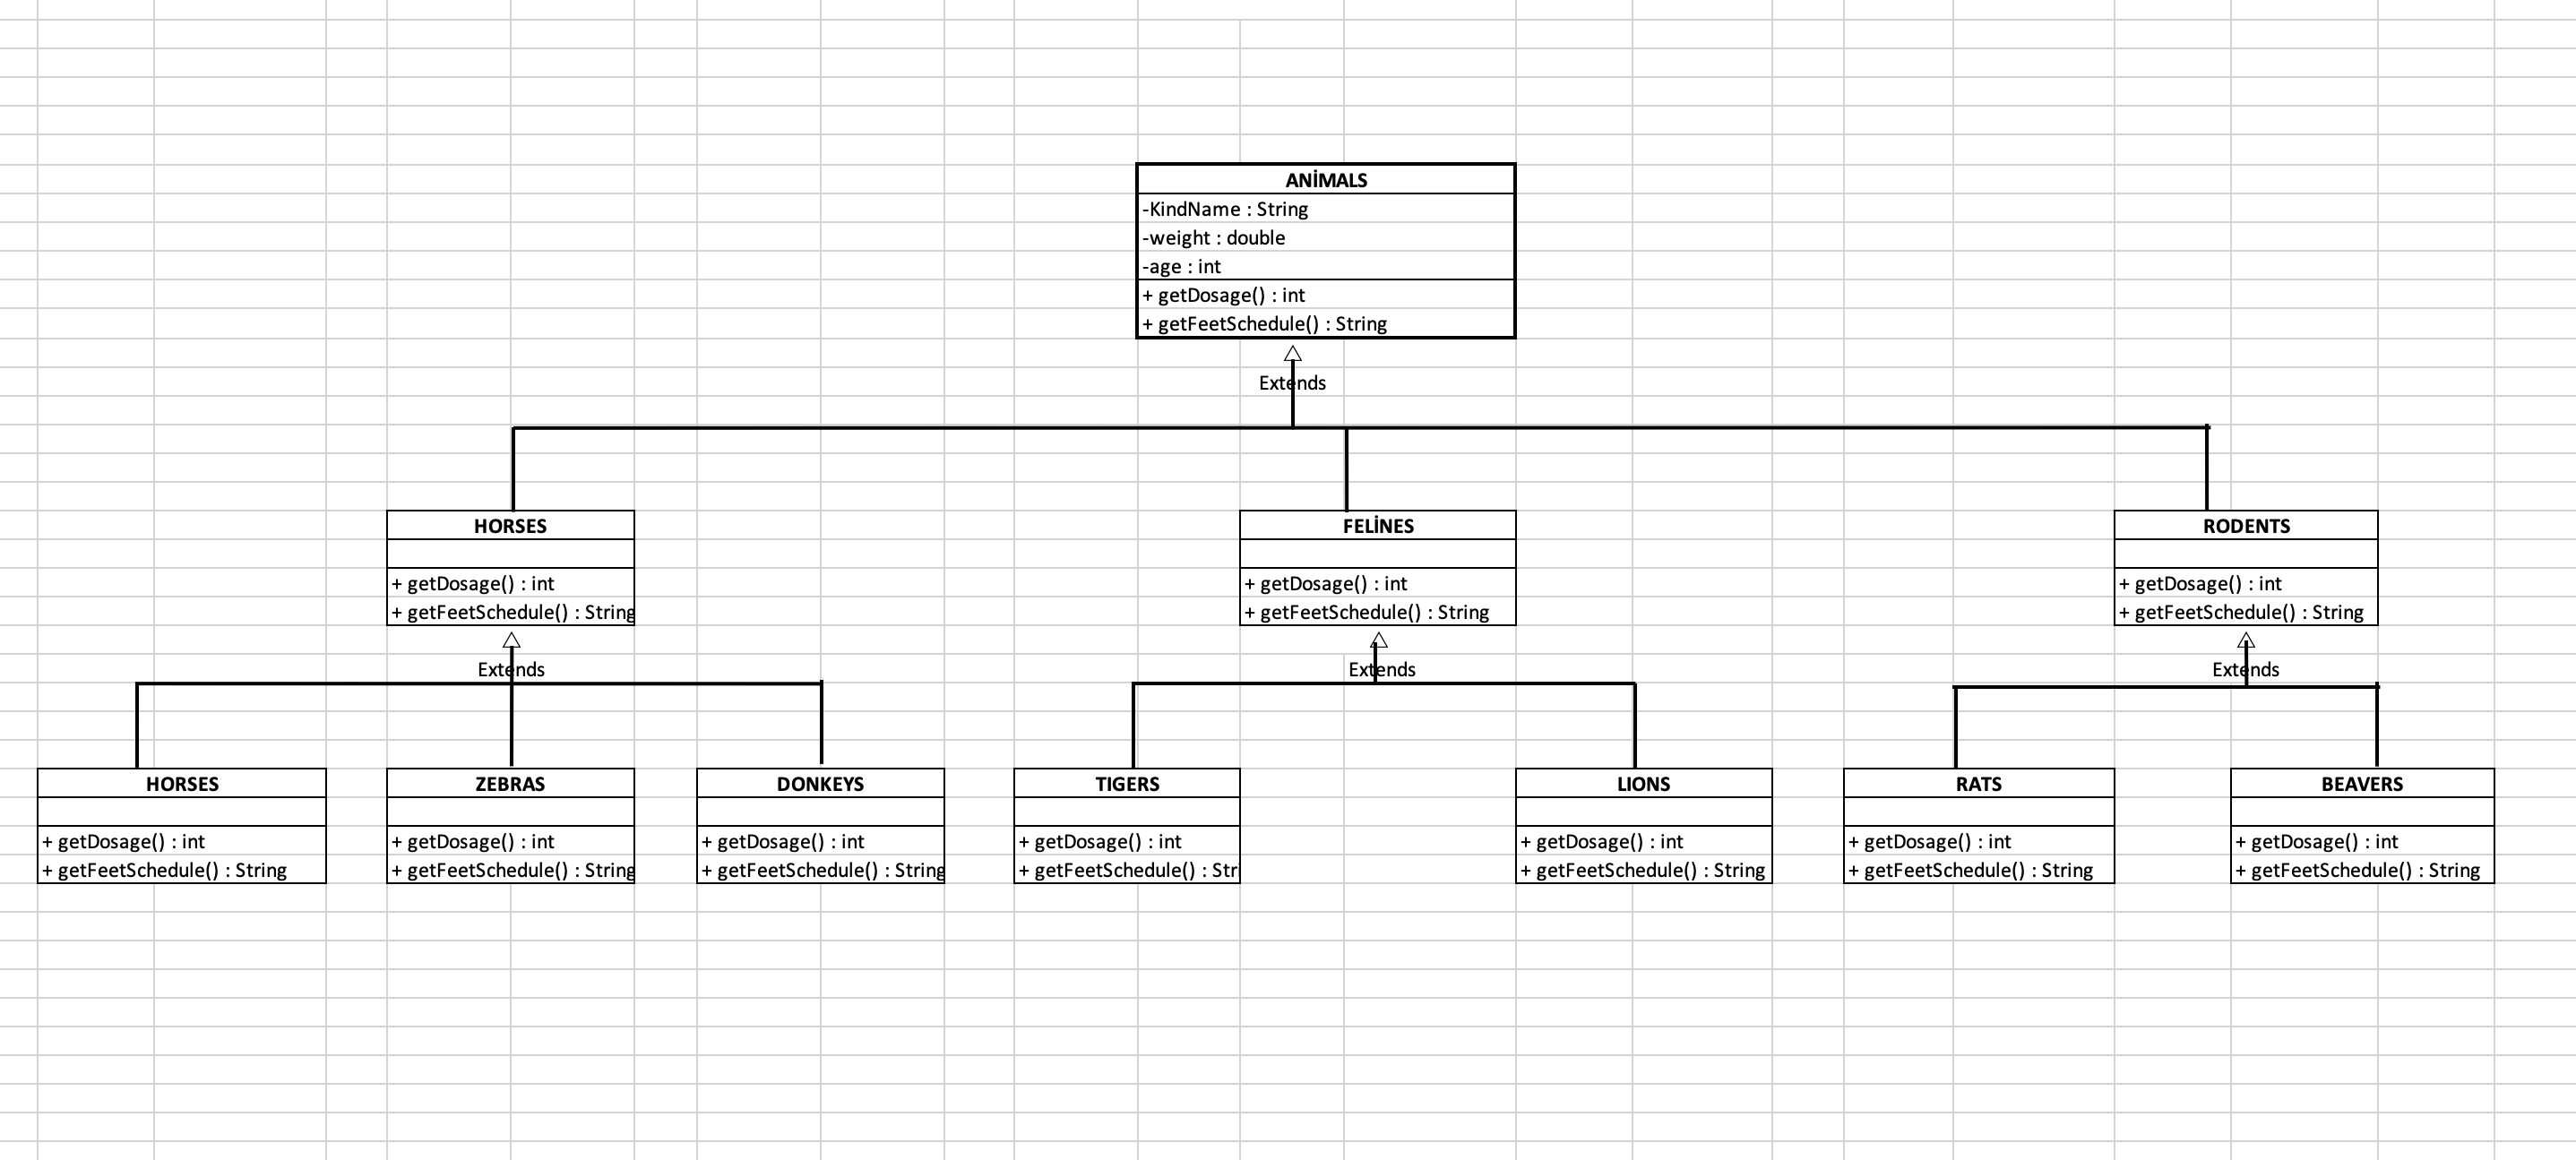 ANİMALS
-KindName : String
-weight : double
-age : int
+ getDosage() : int
+ getFeetSchedule() : String
Extends
HORSES
+ getDosage() : int
+ getFeetSchedule() : String
FELİNES
+ getDosage() : int
+ getFeetSchedule() : String
RODENTS
+ getDosage() : int
+ getFeetSchedule() : String
Extends
Extends
Extends
HORSES
+ getDosage() : int
+ getFeetSchedule() : String
ZEBRAS
+ getDosage() : int
+ getFeetSchedule() : String
DONKEYS
+ getDosage() : int
+ getFeetSchedule() : String
TIGERS
+ getDosage() : int
+ getFeetSchedule() : Stri
LIONS
+ getDosage() : int
+ getFeetSchedule() : String
RATS
+ getDosage() : int
+ getFeetSchedule() : String
BEAVERS
+ getDosage() : int
+ getFeetSchedule() : String